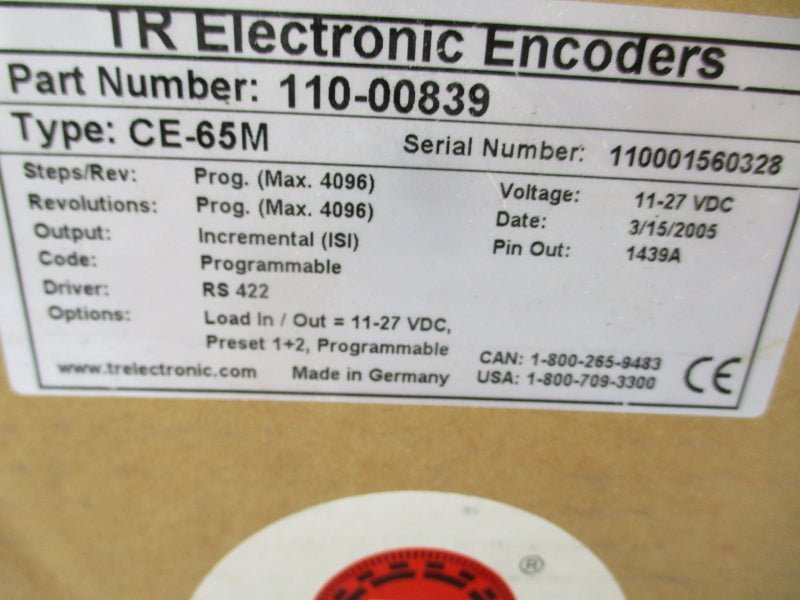 TR Electronic Encoders
Part Number: 110-00839
Type: CE-65M
Serial Number: 110001560328
Steps/Rev: Prog. (Max. 4096)
Revolutions: Prog. (Max. 4096)
Output: Incremental (ISI)
Code: Programmable
Driver: RS 422
Options: Load In / Out = 11-27 VDC,
Preset 1+2, Programmable
Voltage: 11-27 VDC
Date: 3/15/2005
Pin Out: 1439A
www.trelectronic.com Made in Germany
CAN: 1-800-265-9483
USA: 1-800-709-3300
CE
®